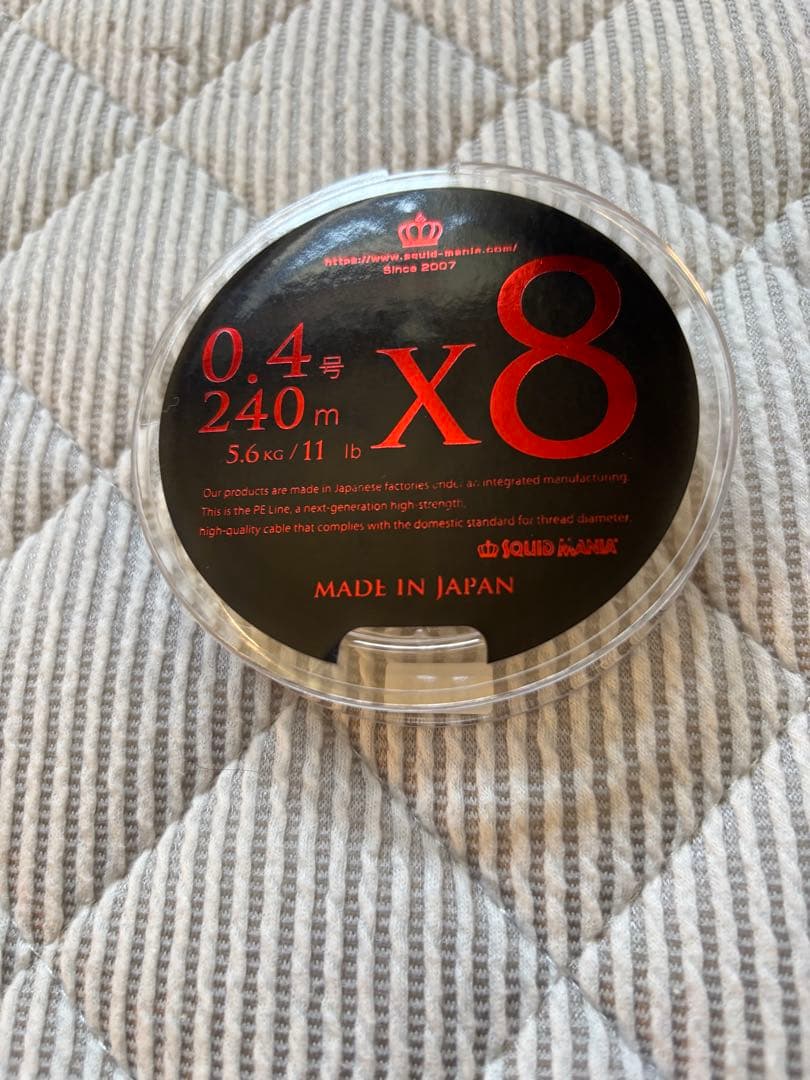 https://www.squid-mania.com/
Since 2007
0.4号
240m
5.6KG/11 lb
X8
Our products are made in Japanese factories under an integrated manufacturing.
This is the PE Line, a next-generation high-strength,
high-quality cable that complies with the domestic standard for thread diameter.
SQUID MANIA
MADE IN JAPAN